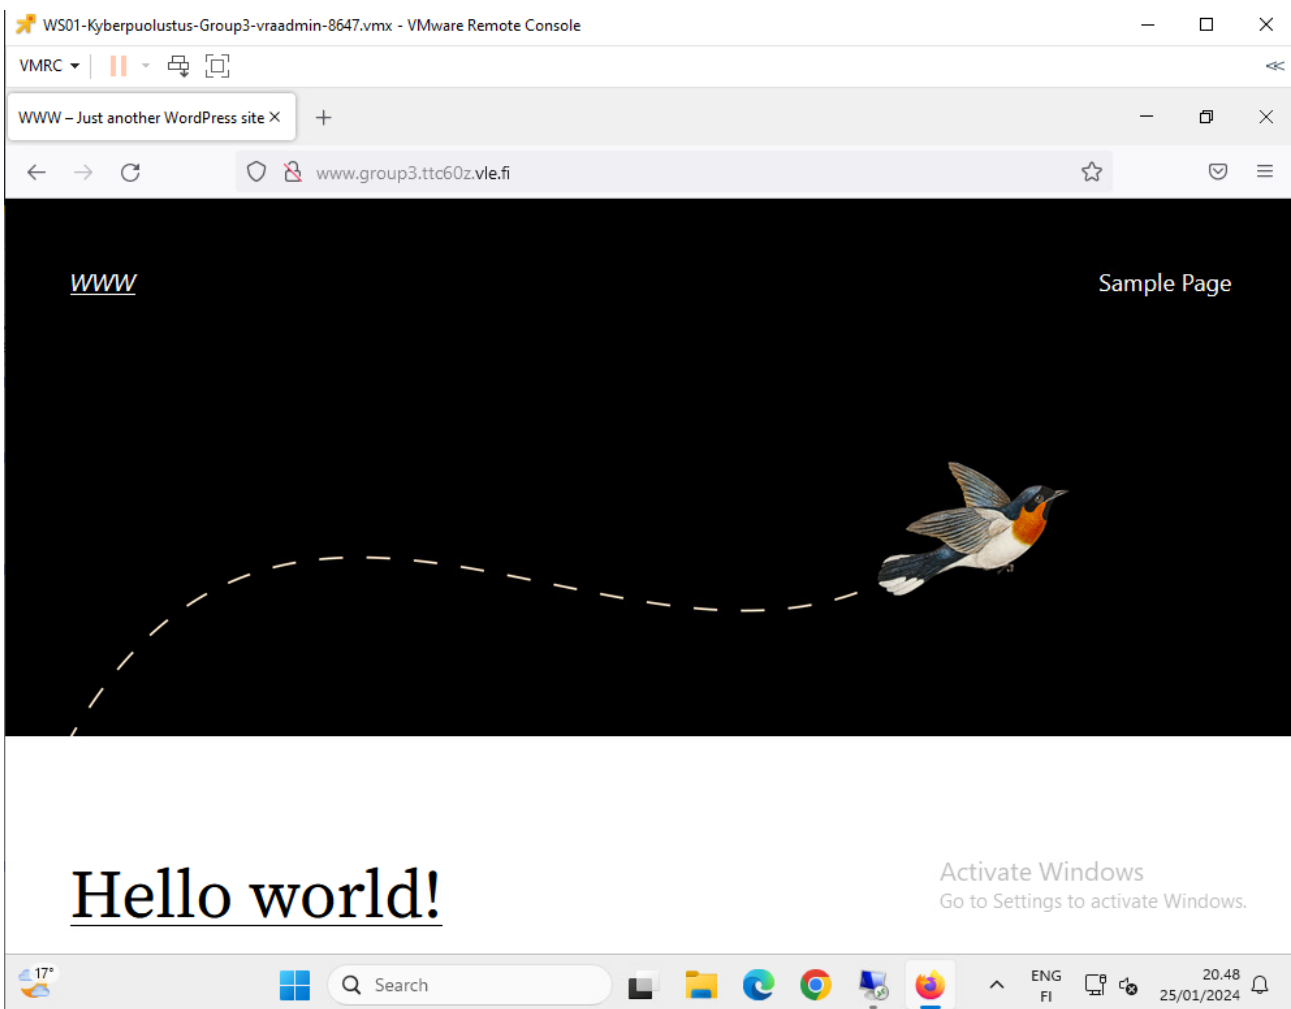 WS01-Kyberpuolustus-Group3-vraadmin-8647.vmx - VMware Remote Console
VMRC
WWW – Just another WordPress site
www.group3.ttc60z.vle.fi
WWW
Sample Page
Hello world!
Activate Windows
Go to Settings to activate Windows.
17°
Search
ENG
FI
20.48
25/01/2024